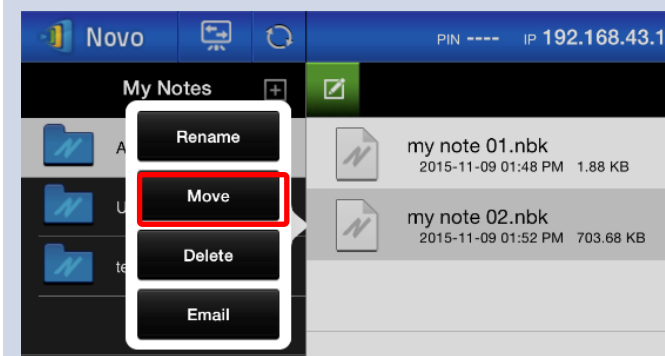 Novo
PIN ---- IP 192.168.43.1
My Notes
A
Rename
my note 01.nbk
2015-11-09 01:48 PM 1.88 KB
U
Move
my note 02.nbk
2015-11-09 01:52 PM 703.68 KB
te
Delete
Email